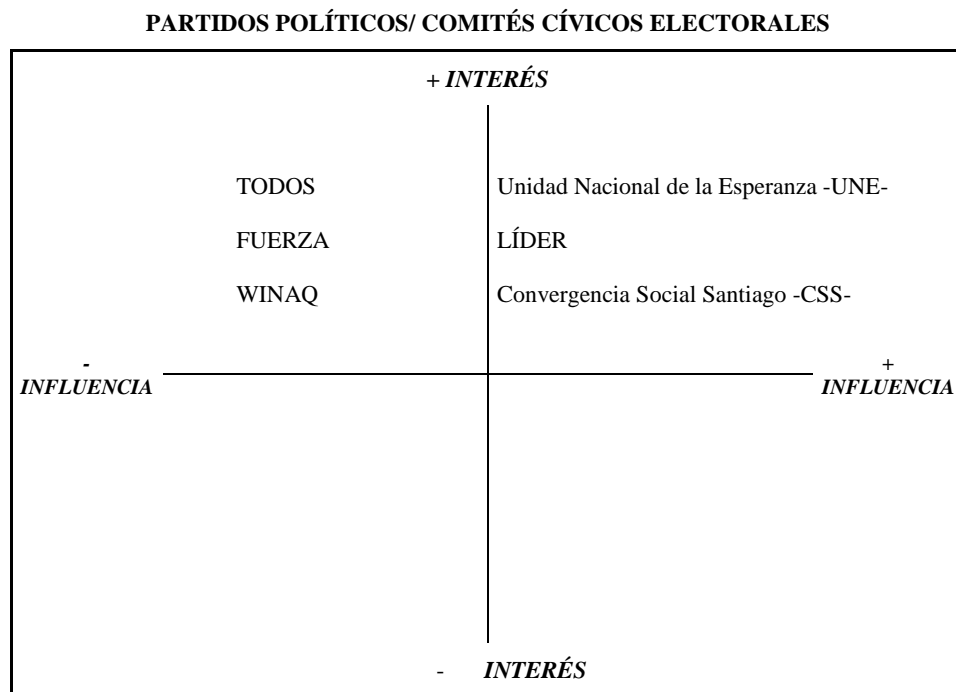 PARTIDOS POLÍTICOS/ COMITÉS CÍVICOS ELECTORALES
+ INTERÉS
TODOS
Unidad Nacional de la Esperanza -UNE-
FUERZA
LÍDER
WINAQ
Convergencia Social Santiago -CSS-
-
INFLUENCIA
+
INFLUENCIA
- INTERÉS